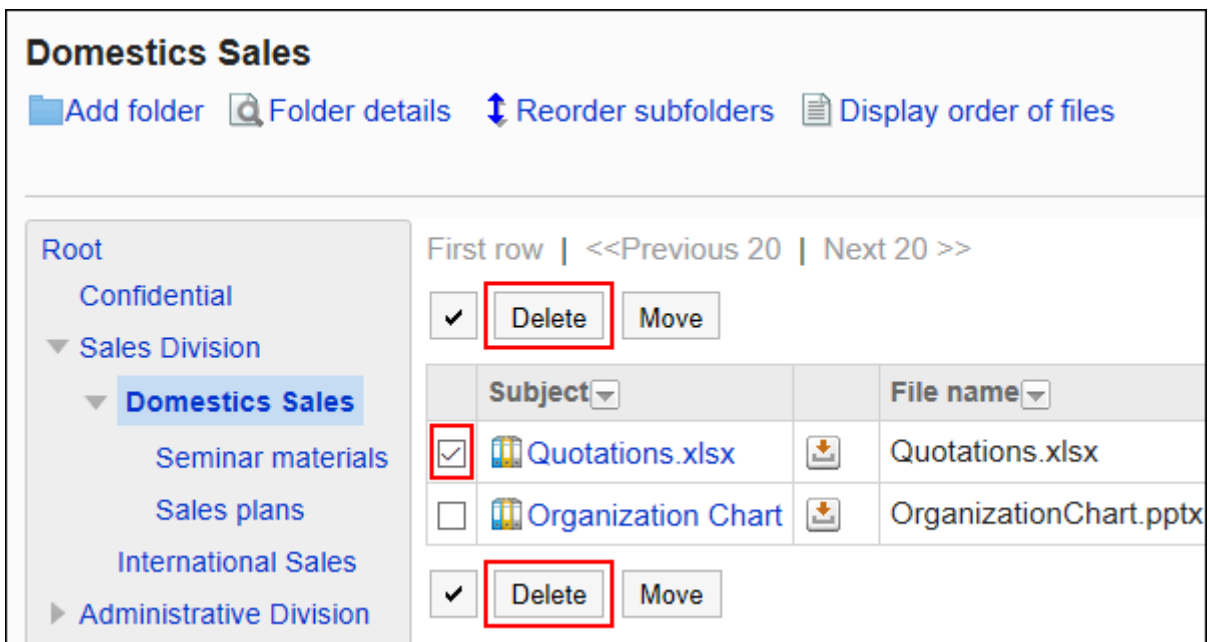 Domestics Sales
Add folder Folder details Reorder subfolders Display order of files
Root
Confidential
Sales Division
Domestics Sales
Seminar materials
Sales plans
International Sales
Administrative Division
First row | <<Previous 20 | Next 20 >>
Delete Move
Subject File name
Quotations.xlsx Quotations.xlsx
Organization Chart OrganizationChart.pptx
Delete Move